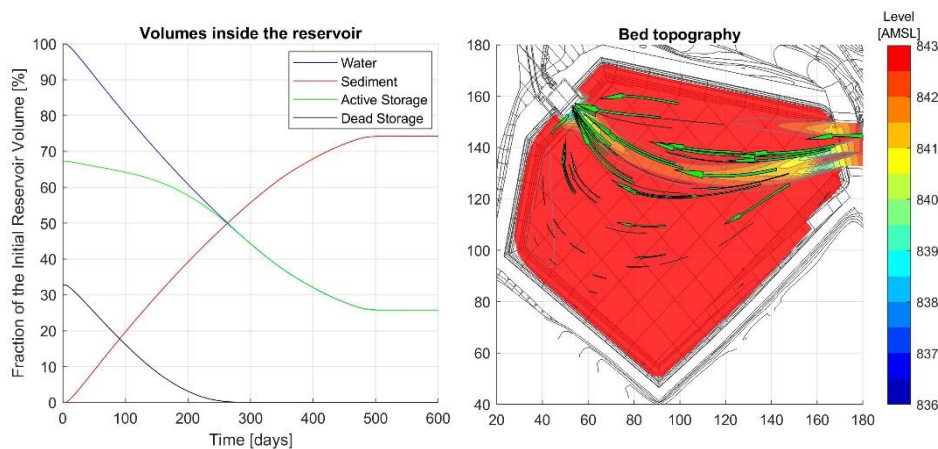 Volumes inside the reservoir
Fraction of the Initial Reservoir Volume [%]
100
90
80
70
60
50
40
30
20
10
0
0 100 200 300 400 500 600
Time [days]
Water
Sediment
Active Storage
Dead Storage
Bed topography
180
160
140
120
100
80
60
40
20 40 60 80 100 120 140 160 180
Level
[AMSL]
843
842
841
840
839
838
837
836